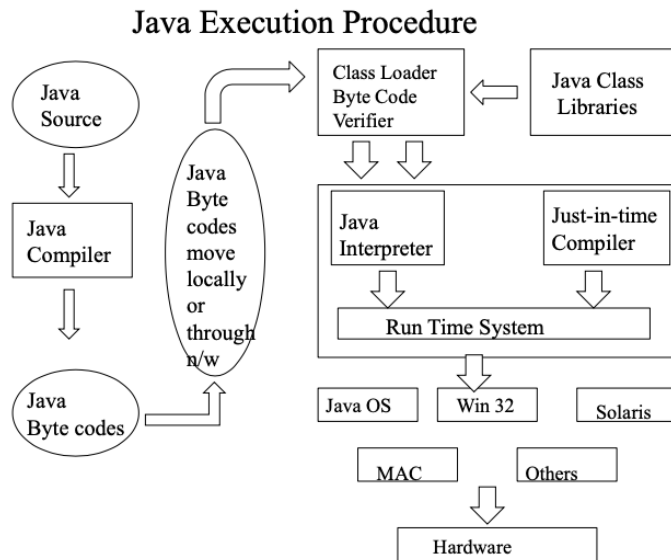 Java Execution Procedure
Java
Source
Java
Compiler
Java
Byte codes
Java
Byte
codes
move
locally
or
through
n/w
Class Loader
Byte Code
Verifier
Java Class
Libraries
Java
Interpreter
Just-in-time
Compiler
Run Time System
Java OS
Win 32
Solaris
MAC
Others
Hardware